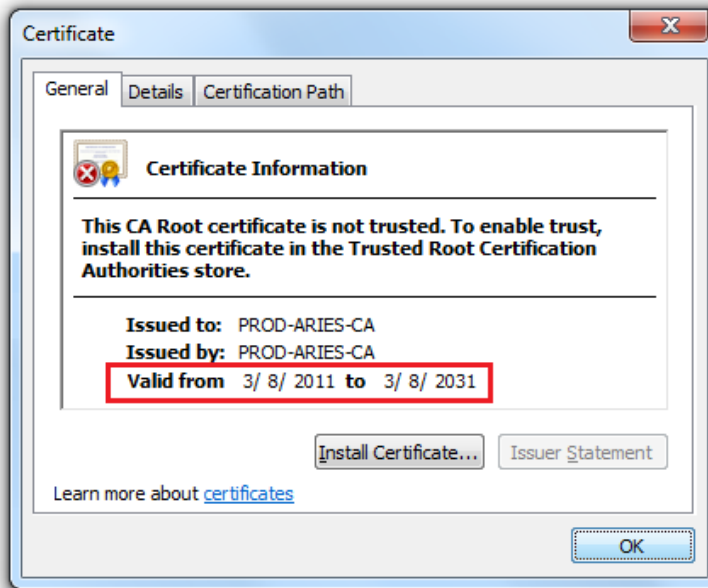 Certificate
General Details Certification Path
Certificate Information
This CA Root certificate is not trusted. To enable trust,
install this certificate in the Trusted Root Certification
Authorities store.
Issued to: PROD-ARIES-CA
Issued by: PROD-ARIES-CA
Valid from 3/ 8/ 2011 to 3/ 8/ 2031
Install Certificate... Issuer Statement
Learn more about certificates
OK